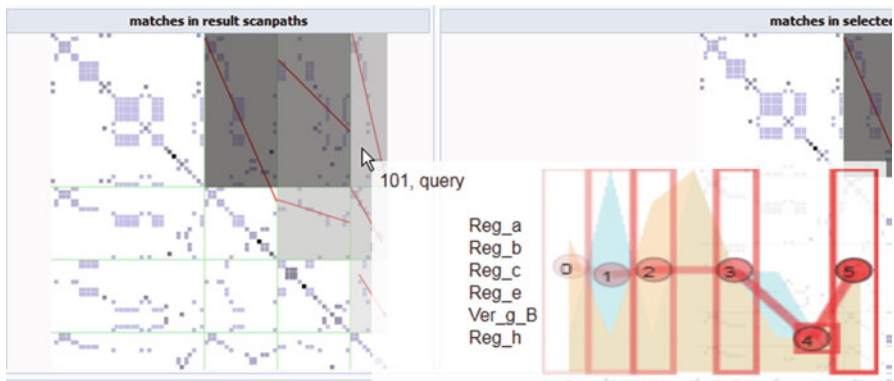 matches in result scanpaths
matches in selected
101, query
Reg_a
Reg_b
Reg_c
Reg_e
Ver_g_B
Reg_h
0
1
2
3
4
5